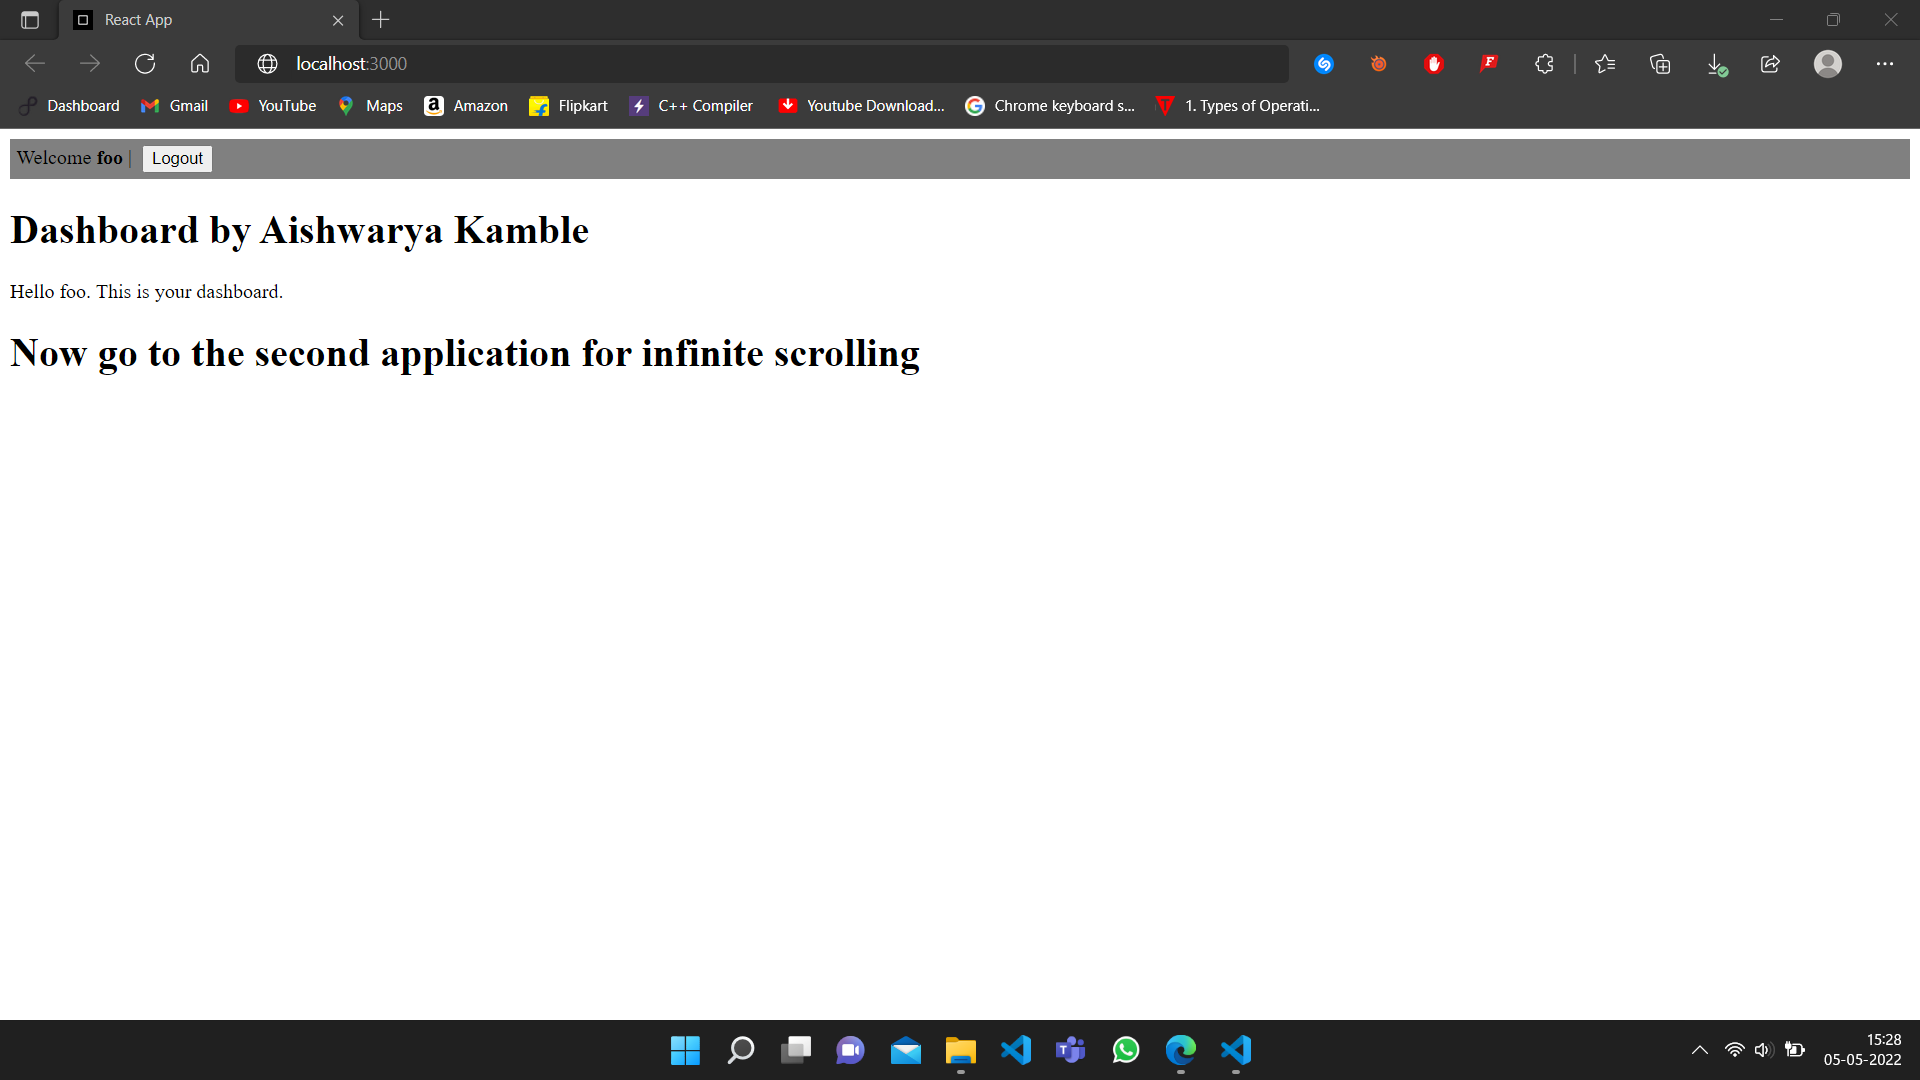 React App
localhost:3000
Dashboard Gmail YouTube Maps Amazon Flipkart C++ Compiler Youtube Download... Chrome keyboard s... 1. Types of Operati...
Welcome foo | Logout
Dashboard by Aishwarya Kamble
Hello foo. This is your dashboard.
Now go to the second application for infinite scrolling
15:28
05-05-2022